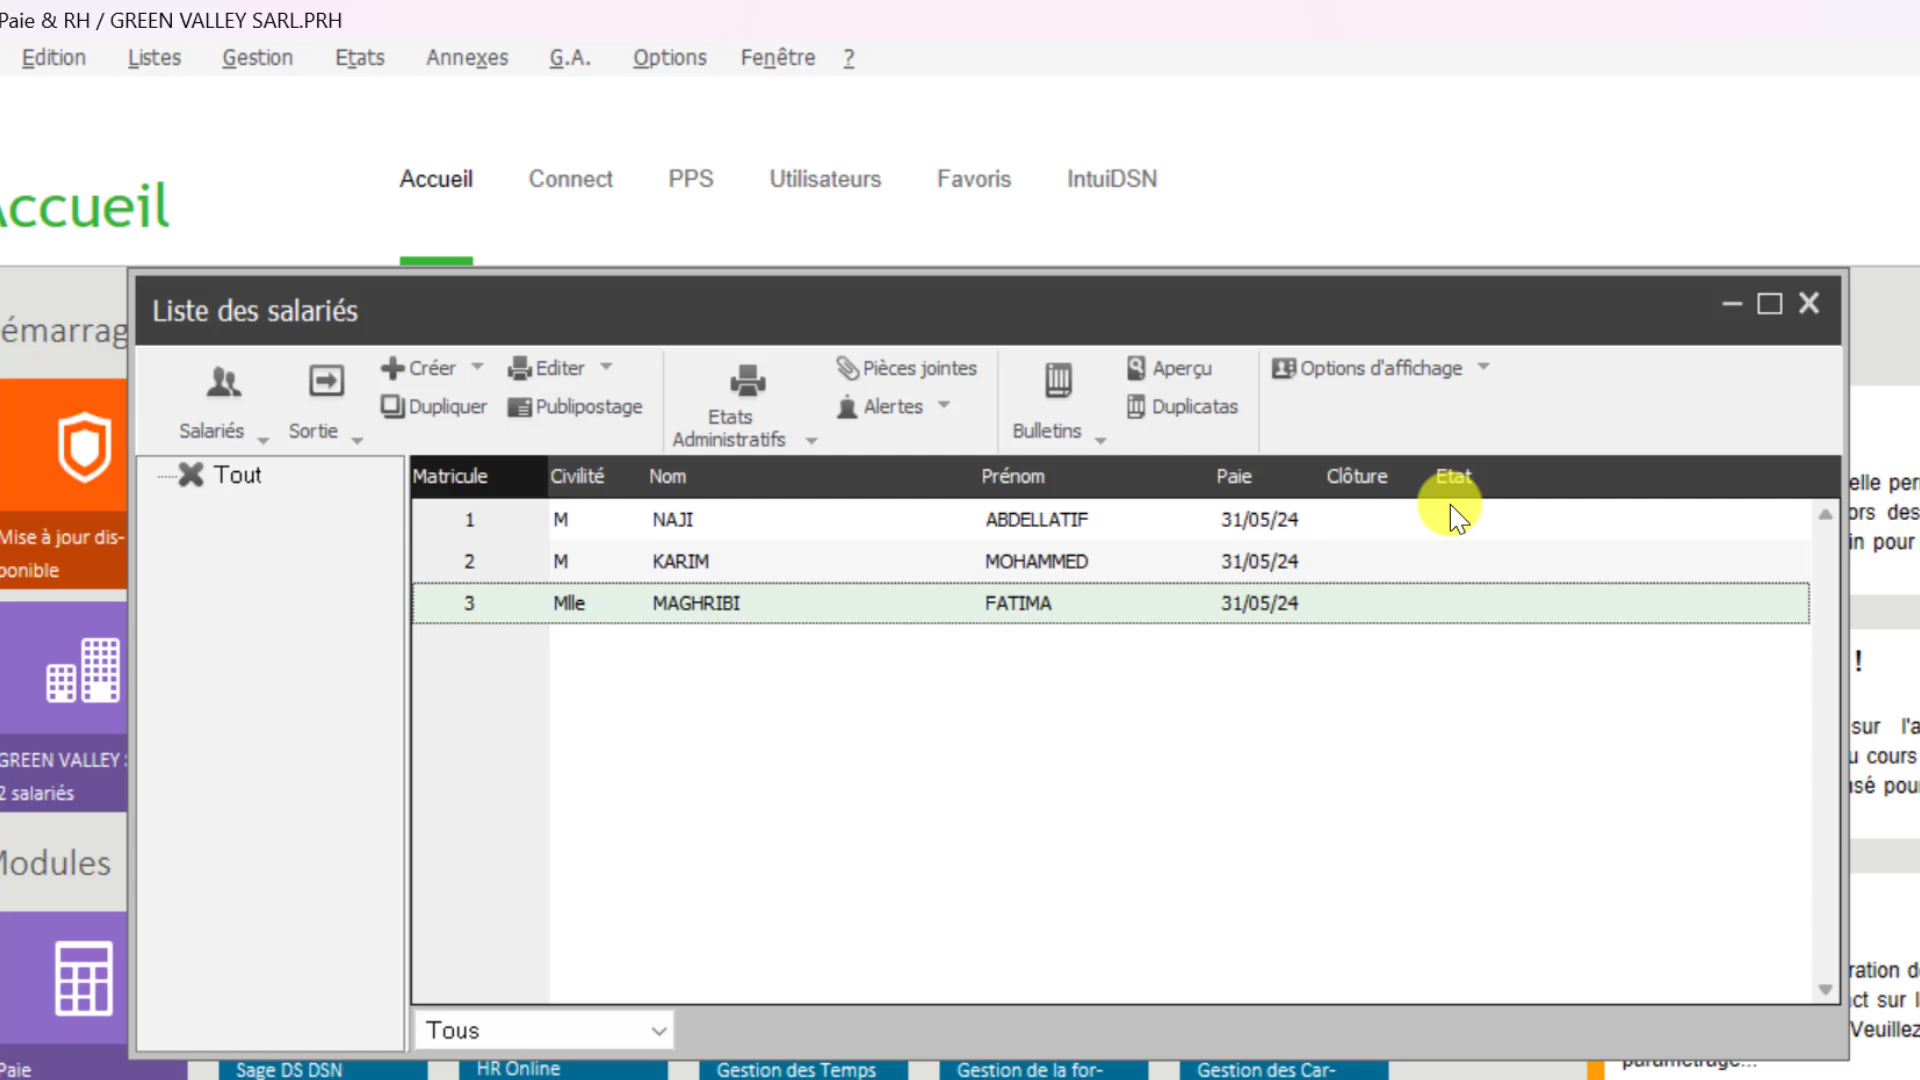 Paie & RH / GREEN VALLEY SARL.PRH
Edition Listes Gestion Etats Annexes G.A. Options Fenêtre ?
Accueil
Accueil Connect PPS Utilisateurs Favoris IntuiDSN
émarrag
Liste des salariés
Salariés
Sortie
Créer
Dupliquer
Editer
Publipostage
Etats
Administratifs
Pièces jointes
Alertes
Bulletins
Aperçu
Duplicatas
Options d'affichage
Tout
Matricule Civilité Nom Prénom Paie Clôture Etat
1 M NAJI ABDELLATIF 31/05/24
2 M KARIM MOHAMMED 31/05/24
3 Mlle MAGHRIBI FATIMA 31/05/24
Tous
Mise à jour dis-
ponible
GREEN VALLEY :
2 salariés
Modules
Paie
Sage DS DSN
HR Online
Gestion des Temps
Gestion de la for-
Gestion des Car-
elle per
ors des
in pour
!
sur l'a
u cours
isé pou
ration d
ct sur l
Veuillez
paramétrage...